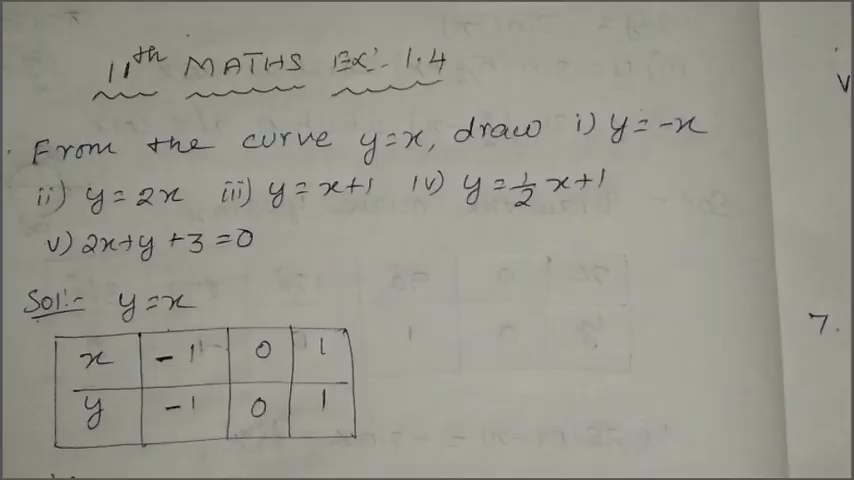 11th MATHS EX:- 1.4
From the curve y=x, draw i) y=-x
ii) y=2x iii) y=x+1 iv) y=1/2 x+1
v) 2x+y+3=0
Sol:- y=x
x -1 0 1
y -1 0 1
v
7.